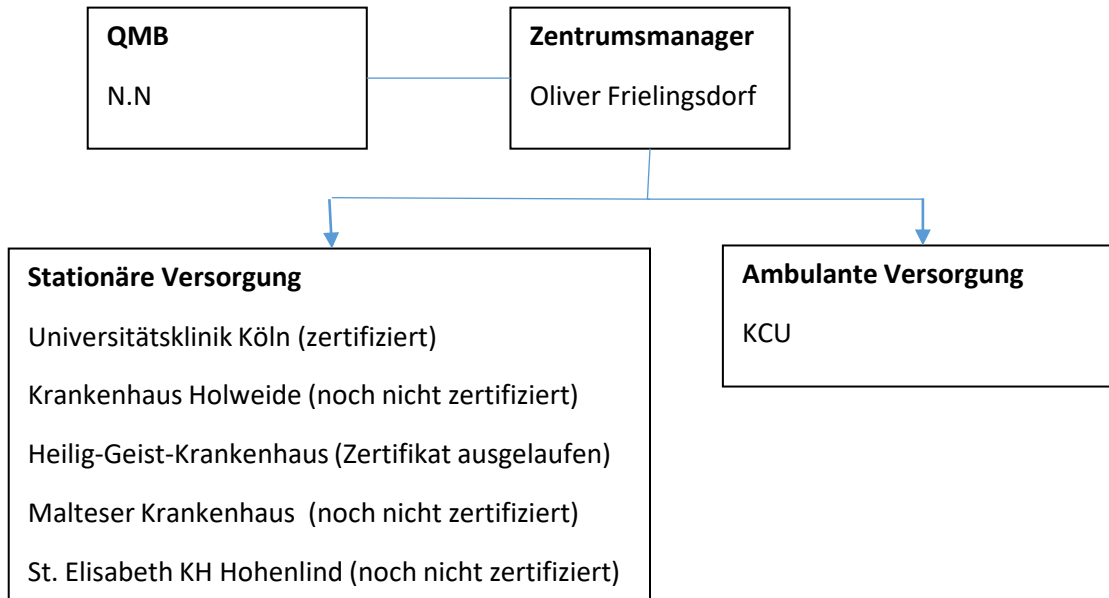 QMB
N.N
Zentrumsmanager
Oliver Frielingsdorf
Stationäre Versorgung
Universitätsklinik Köln (zertifiziert)
Krankenhaus Holweide (noch nicht zertifiziert)
Heilig-Geist-Krankenhaus (Zertifikat ausgelaufen)
Malteser Krankenhaus  (noch nicht zertifiziert)
St. Elisabeth KH Hohenlind (noch nicht zertifiziert)
Ambulante Versorgung
KCU